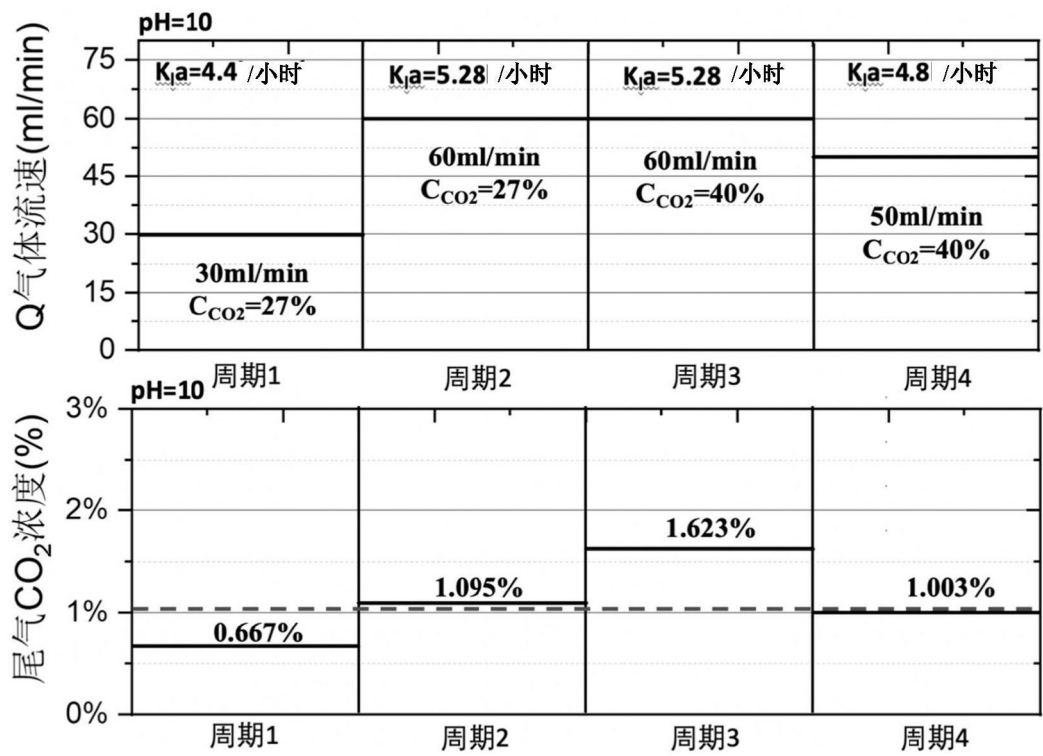 pH=10
Q气体流速(ml/min)
75
60
45
30
15
0
Kla=4.4 /小时
Kla=5.28 /小时
Kla=5.28 /小时
Kla=4.8 /小时
30ml/min
CCO2=27%
60ml/min
CCO2=27%
60ml/min
CCO2=40%
50ml/min
CCO2=40%
周期1
周期2
周期3
周期4
pH=10
尾气CO2浓度(%)
3%
2%
1%
0%
0.667%
1.095%
1.623%
1.003%
周期1
周期2
周期3
周期4